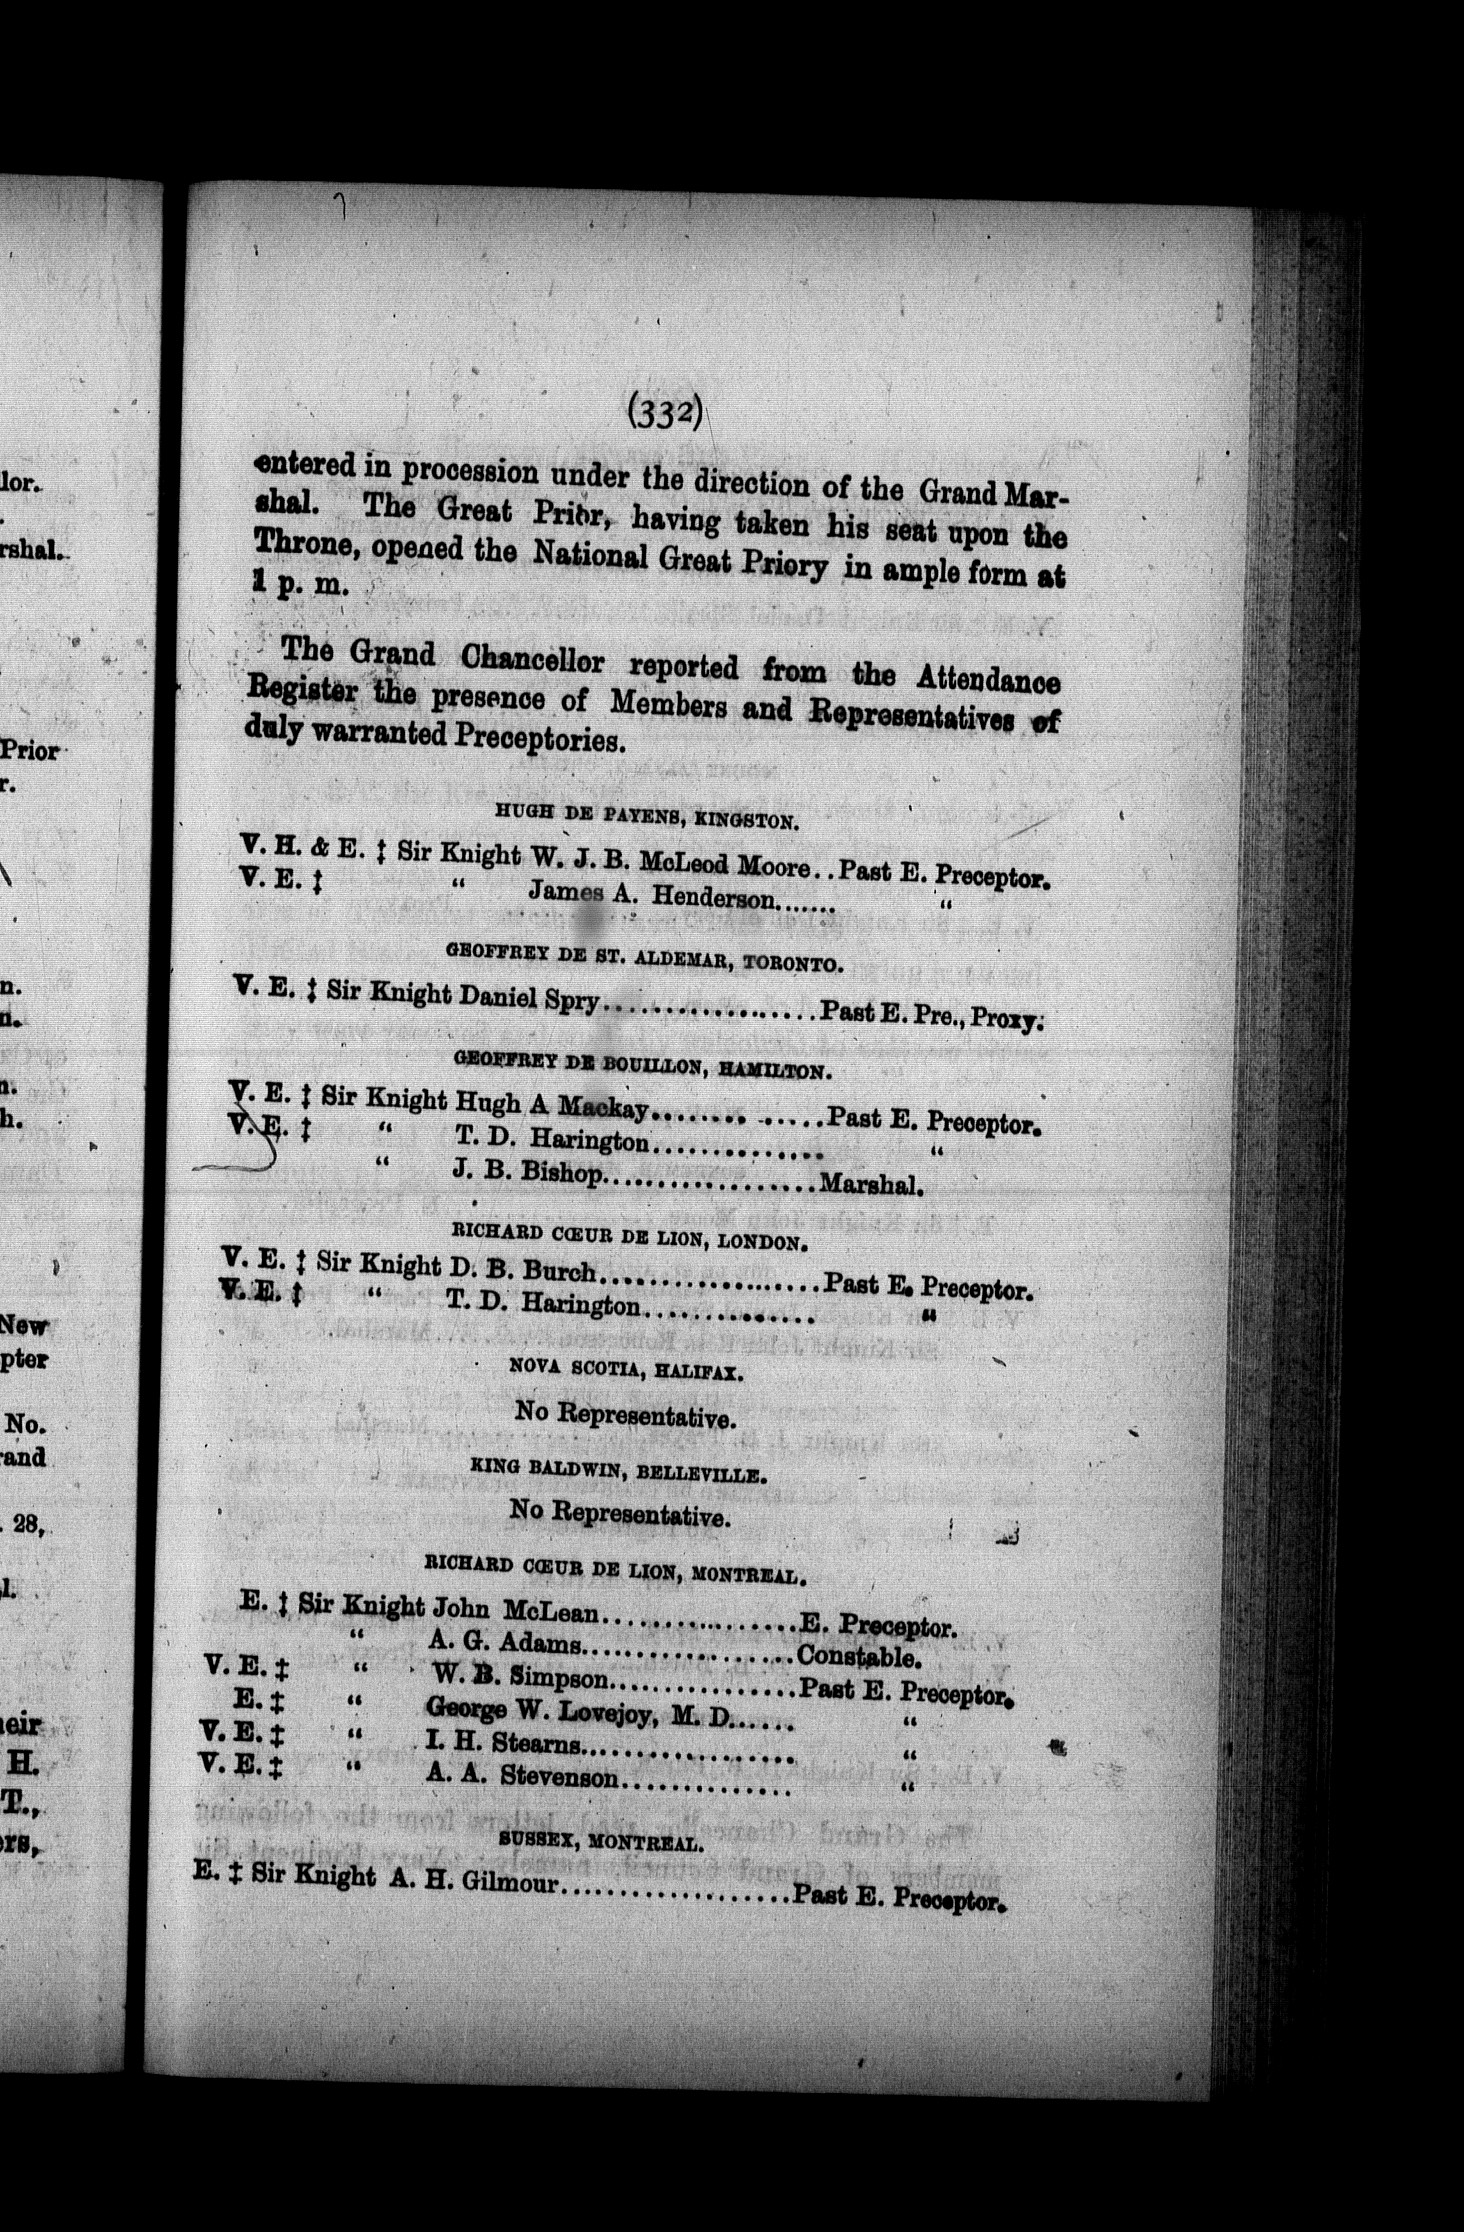 (332)
entered in procession under the direction of the Grand Mar-
shal. The Great Prior, having taken his seat upon the
Throne, opened the National Great Priory in ample form at
1 p. m.
The Grand Chancellor reported from the Attendance
Register the presence of Members and Representatives of
duly warranted Preceptories.
HUGH DE PAYENS, KINGSTON.
V. H. & E. ‡ Sir Knight W. J. B. McLeod Moore..Past E. Preceptor.
V. E. ‡ " James A. Henderson....... "
GEOFFREY DE ST. ALDEMAR, TORONTO.
V. E. ‡ Sir Knight Daniel Spry..................Past E. Pre., Proxy.
GEOFFREY DE BOUILLON, HAMILTON.
V. E. ‡ Sir Knight Hugh A Mackay........ ......Past E. Preceptor.
V. E. ‡ " T. D. Harington............... "
" J. B. Bishop..................Marshal.
RICHARD CŒUR DE LION, LONDON.
V. E. ‡ Sir Knight D. B. Burch...................Past E. Preceptor.
V. E. ‡ " T. D. Harington............... "
NOVA SCOTIA, HALIFAX.
No Representative.
KING BALDWIN, BELLEVILLE.
No Representative.
RICHARD CŒUR DE LION, MONTREAL.
E. ‡ Sir Knight John McLean.................E. Preceptor.
" A. G. Adams..................Constable.
V. E. ‡ " W. B. Simpson................Past E. Preceptor.
E. ‡ " George W. Lovejoy, M. D...... "
V. E. ‡ " I. H. Stearns.................. "
V. E. ‡ " A. A. Stevenson............... "
SUSSEX, MONTREAL.
E. ‡ Sir Knight A. H. Gilmour....................Past E. Preceptor.